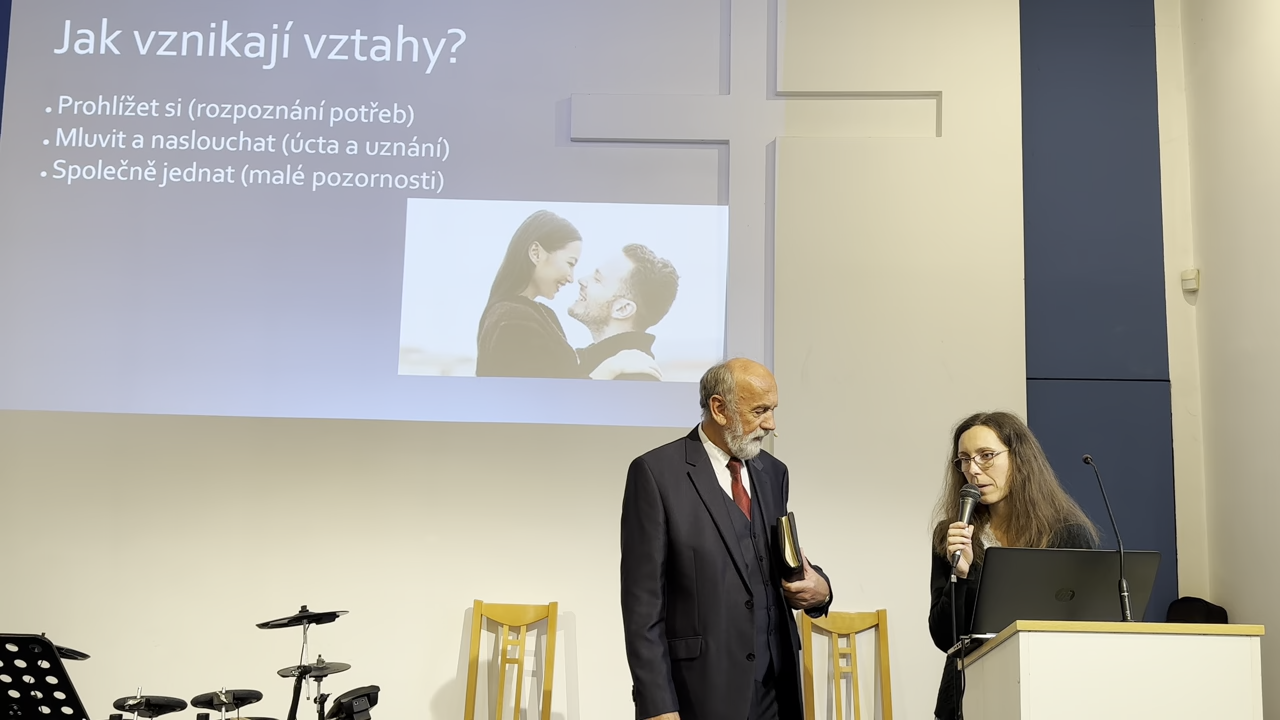 Jak vznikají vztahy?
• Prohlížet si (rozpoznání potřeb)
• Mluvit a naslouchat (úcta a uznání)
• Společně jednat (malé pozornosti)